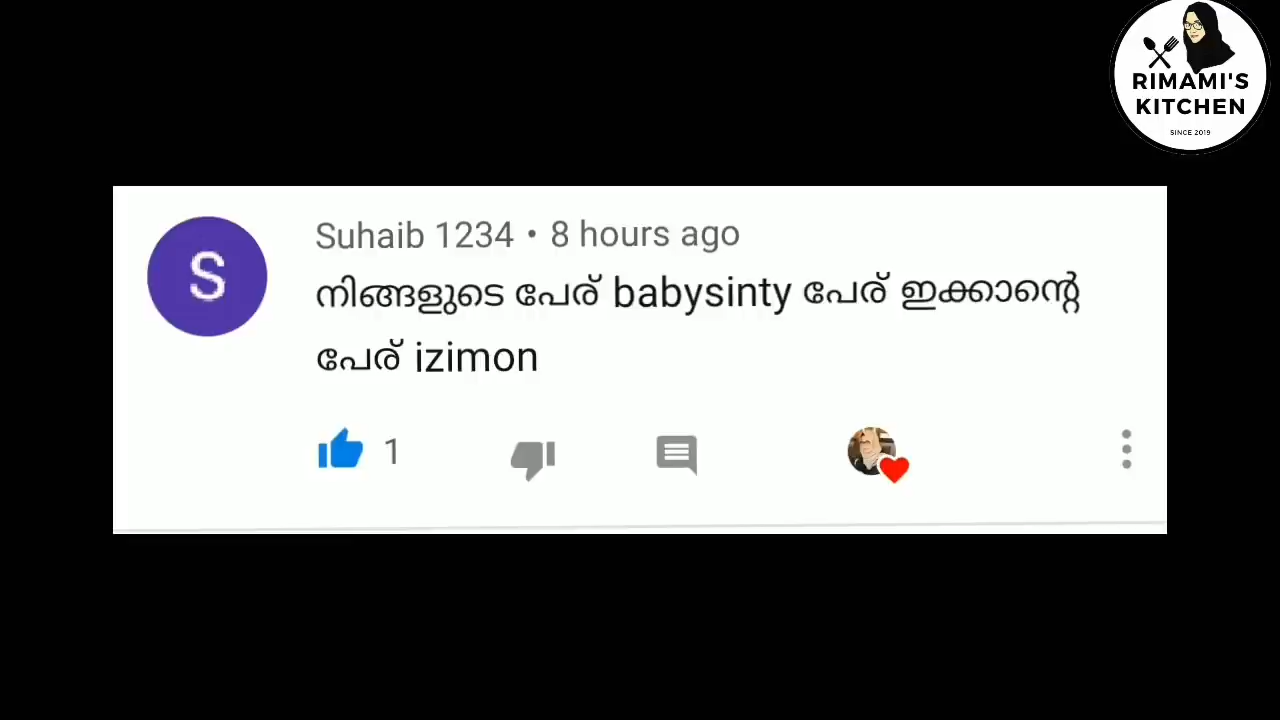 RIMAMI'S
KITCHEN
SINCE 2019
S
Suhaib 1234 • 8 hours ago
നിങ്ങളുടെ പേര് babysinty പേര് ഇക്കാന്റെ
പേര് izimon
1